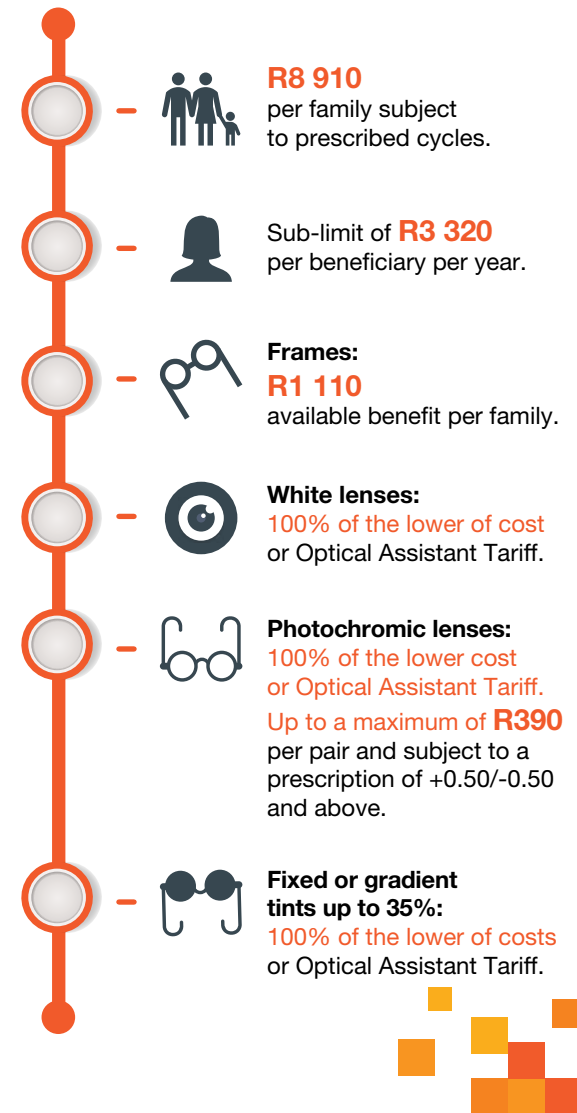 R8 910
per family subject
to prescribed cycles.
Sub-limit of R3 320
per beneficiary per year.
Frames:
R1 110
available benefit per family.
White lenses:
100% of the lower of cost
or Optical Assistant Tariff.
Photochromic lenses:
100% of the lower cost
or Optical Assistant Tariff.
Up to a maximum of R390
per pair and subject to a
prescription of +0.50/-0.50
and above.
Fixed or gradient
tints up to 35%:
100% of the lower of costs
or Optical Assistant Tariff.